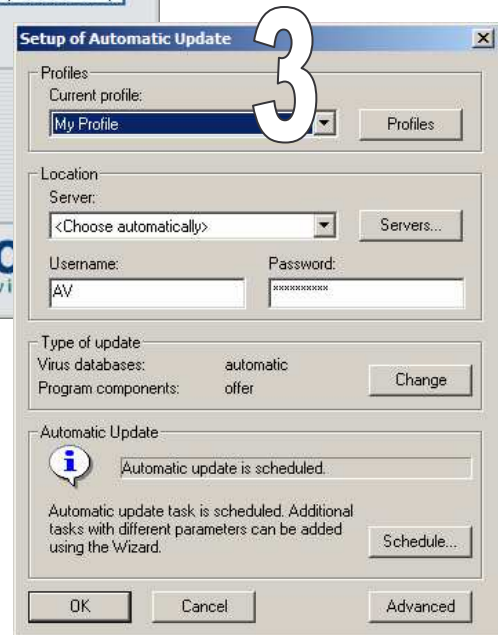 Setup of Automatic Update
3
Profiles
Current profile:
My Profile
Profiles
Location
Server:
<Choose automatically>
Servers...
Username: Password:
AV xxxxxxxxxx
Type of update
Virus databases: automatic
Program components: offer
Change
Automatic Update
Automatic update is scheduled.
Automatic update task is scheduled. Additional
tasks with different parameters can be added
using the Wizard.
Schedule...
OK Cancel Advanced